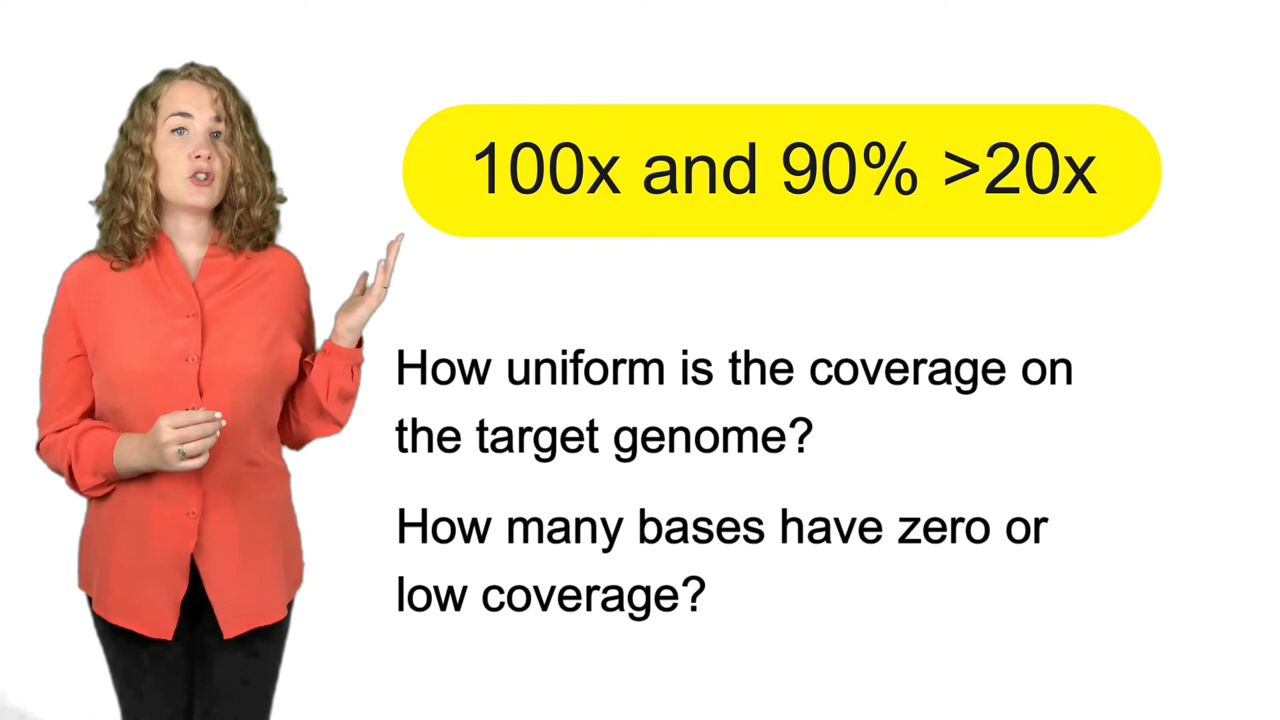 100x and 90% >20x
How uniform is the coverage on
the target genome?
How many bases have zero or
low coverage?